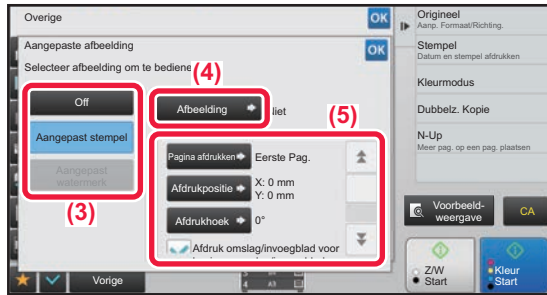 Overige
OK
Aangepaste afbeelding
OK
Selecteer afbeelding om te bediene
(4)
Off
Aangepast stempel
Aangepast
watermerk
(3)
Afbeelding
liet
(5)
Pagina afdrukken
Eerste Pag.
Afdrukpositie
X: 0 mm
Y: 0 mm
Afdrukhoek
0°
Afdruk omslag/invoegblad voor
Vorige
4 A3
Origineel
Aanp. Formaat/Richting.
Stempel
Datum en stempel afdrukken
Kleurmodus
Dubbelz. Kopie
N-Up
Meer pag. op een pag. plaatsen
Voorbeeld-
weergave
CA
Z/W
Start
Kleur
Start